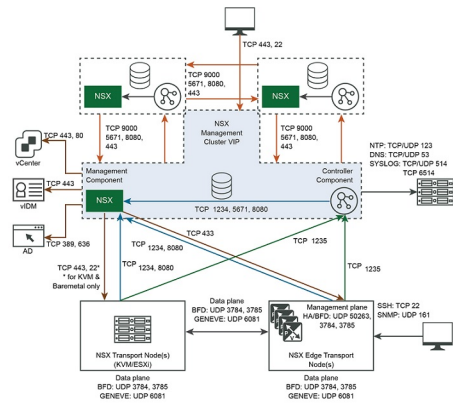 TCP 443, 22
NSX
TCP 9000
5671, 8080,
443
NSX
TCP 9000
5671, 8080,
443
NSX
Management
Cluster VIP
TCP 9000
5671, 8080,
443
TCP 443, 80
vCenter
Management
Component
Controller
Component
NTP: TCP/UDP 123
DNS: TCP/UDP 53
SYSLOG: TCP/UDP 514
TCP 6514
TCP 443
vIDM
NSX
TCP 1234, 5671, 8080
AD
TCP 389, 636
TCP 443, 22*
* for KVM &
Baremetal only
TCP
1234, 8080
TCP 433
TCP
1234, 8080
TCP
1235
TCP
1235
NSX Transport Node(s)
(KVM/ESXi)
Data plane
BFD: UDP 3784, 3785
GENEVE: UDP 6081
Management plane
HA/BFD: UDP 50263,
3784, 3785
NSX Edge Transport
Node(s)
SSH: TCP 22
SNMP: UDP 161
Data plane
BFD: UDP 3784, 3785
GENEVE: UDP 6081
Data plane
BFD: UDP 3784, 3785
GENEVE: UDP 6081